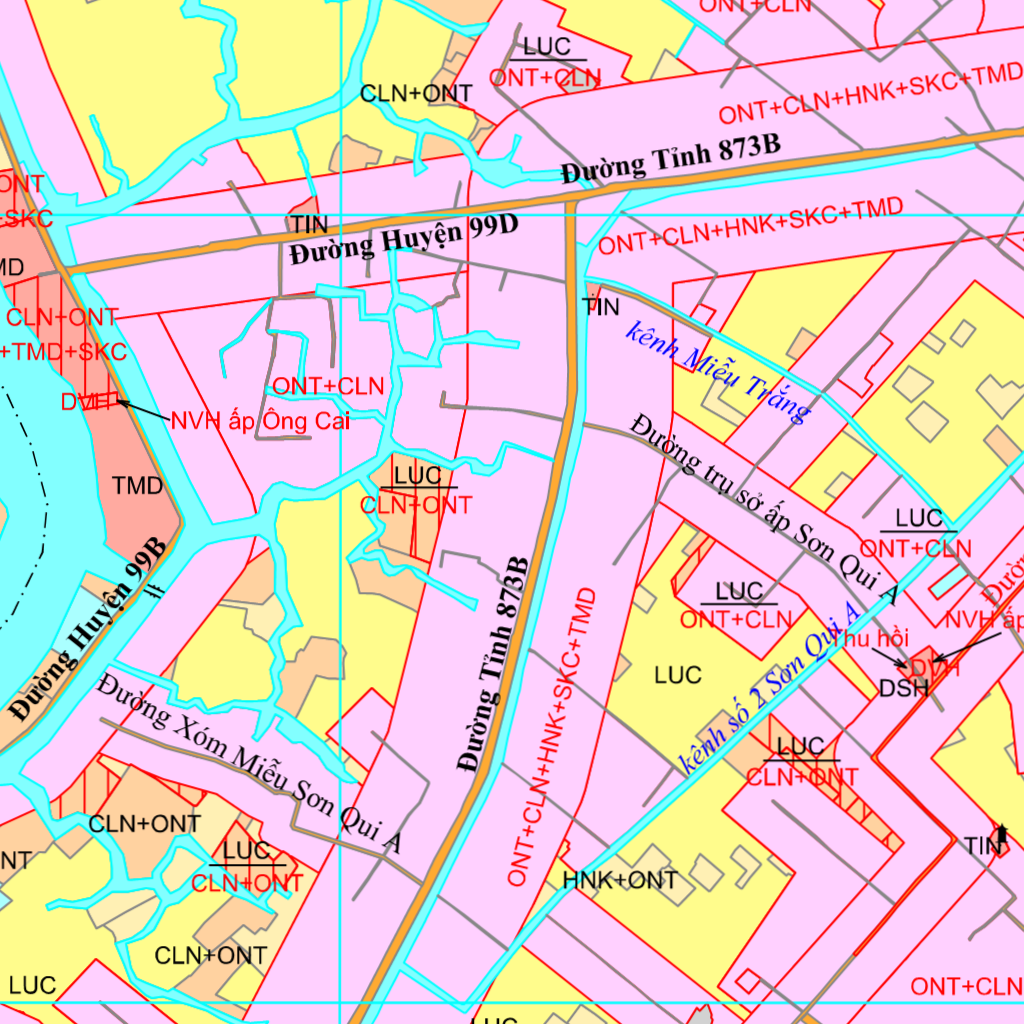 ONT+CLN
LUC
ONT+CLN
CLN+ONT
ONT+CLN+HNK+SKC+TMD
Đường Tỉnh 873B
ONT
+SKC
TIN
Đường Huyện 99D
ONT+CLN+HNK+SKC+TMD
MD
TIN
CLN+ONT
+TMD+SKC
kênh Miễu Trắng
ONT+CLN
DVH
NVH ấp Ông Cai
Đường trụ sở ấp Sơn Qui A
LUC
CLN+ONT
TMD
LUC
ONT+CLN
Đường Huyện 99B
Đường Tỉnh 873B
LUC
ONT+CLN
Đườn
NVH ấp
Thu hồi
DVH
DSH
LUC
ONT+CLN+HNK+SKC+TMD
kênh số 2 Sơn Qui A
Đường Xóm Miễu Sơn Qui A
LUC
CLN+ONT
CLN+ONT
LUC
CLN+ONT
NT
TIN
HNK+ONT
CLN+ONT
LUC
ONT+CLN
LUC